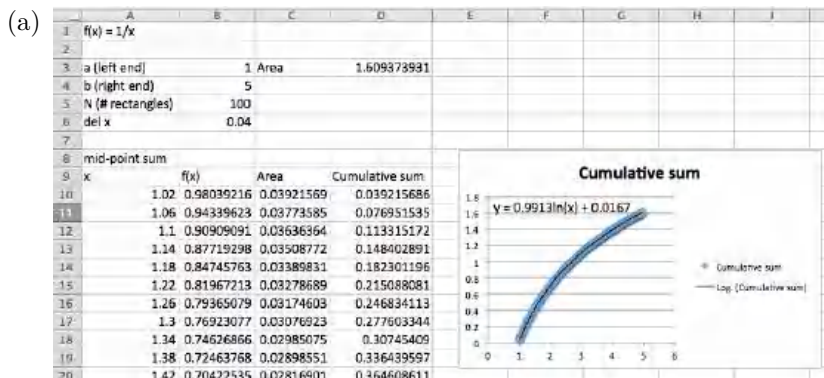 (a)
A B C D E F G H I
1 f(x) = 1/x
2
3 a (left end) 1 Area 1.609373931
4 b (right end) 5
5 N (# rectangles) 100
6 del x 0.04
7
8 mid-point sum
9 x f(x) Area Cumulative sum
10 1.02 0.98039216 0.03921569 0.039215686
11 1.06 0.94339623 0.03773585 0.076951535
12 1.1 0.90909091 0.03636364 0.113315172
13 1.14 0.87719298 0.03508772 0.148402891
14 1.18 0.84745763 0.03389831 0.182301196
15 1.22 0.81967213 0.03278689 0.215088081
16 1.26 0.79365079 0.03174603 0.246834113
17 1.3 0.76923077 0.03076923 0.277603344
18 1.34 0.74626866 0.02985075 0.30745409
19 1.38 0.72463768 0.02898551 0.336439597
20 1.42 0.70422535 0.02816901 0.364608611
Cumulative sum
y = 0.9913ln(x) + 0.0167
1.8
1.6
1.4
1.2
1
0.8
0.6
0.4
0.2
0
0 1 2 3 4 5 6
Cumulative sum
Log. (Cumulative sum)